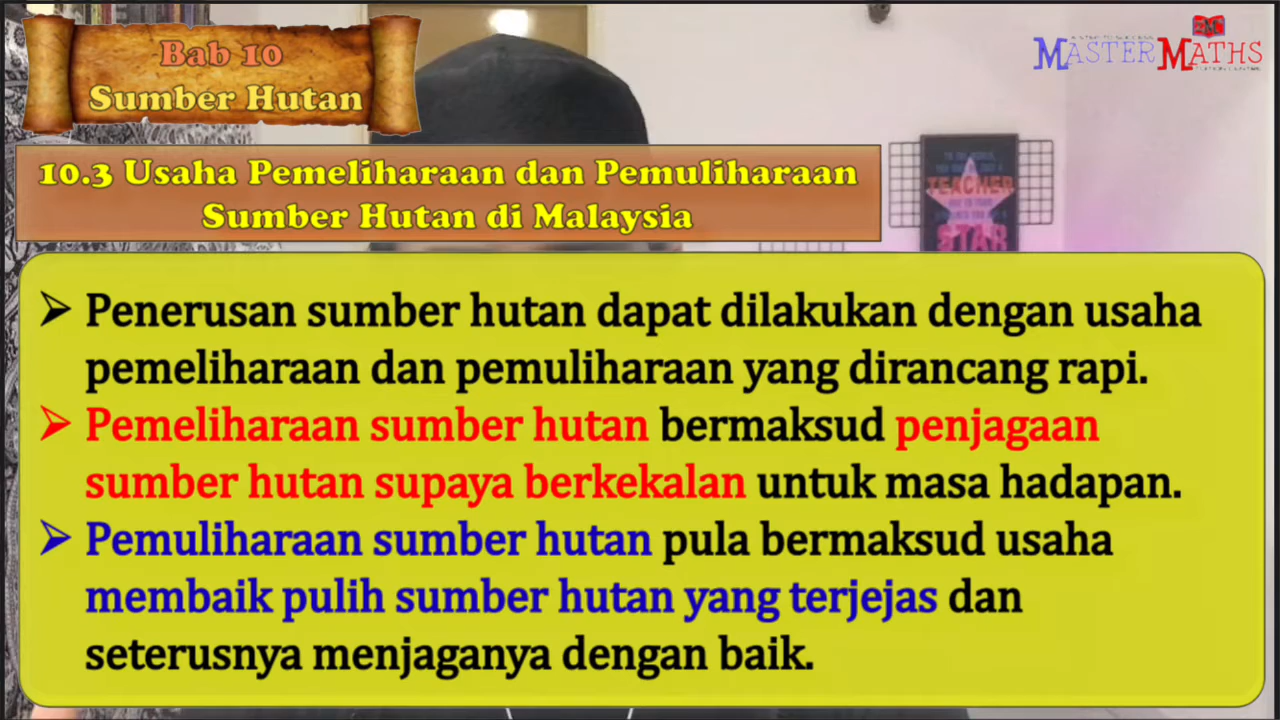 Bab 10
Sumber Hutan
MASTER MATHS
10.3 Usaha Pemeliharaan dan Pemuliharaan
Sumber Hutan di Malaysia
TEACHER
STAR
➢ Penerusan sumber hutan dapat dilakukan dengan usaha
pemeliharaan dan pemuliharaan yang dirancang rapi.
➢ Pemeliharaan sumber hutan bermaksud penjagaan
sumber hutan supaya berkekalan untuk masa hadapan.
➢ Pemuliharaan sumber hutan pula bermaksud usaha
membaik pulih sumber hutan yang terjejas dan
seterusnya menjaganya dengan baik.